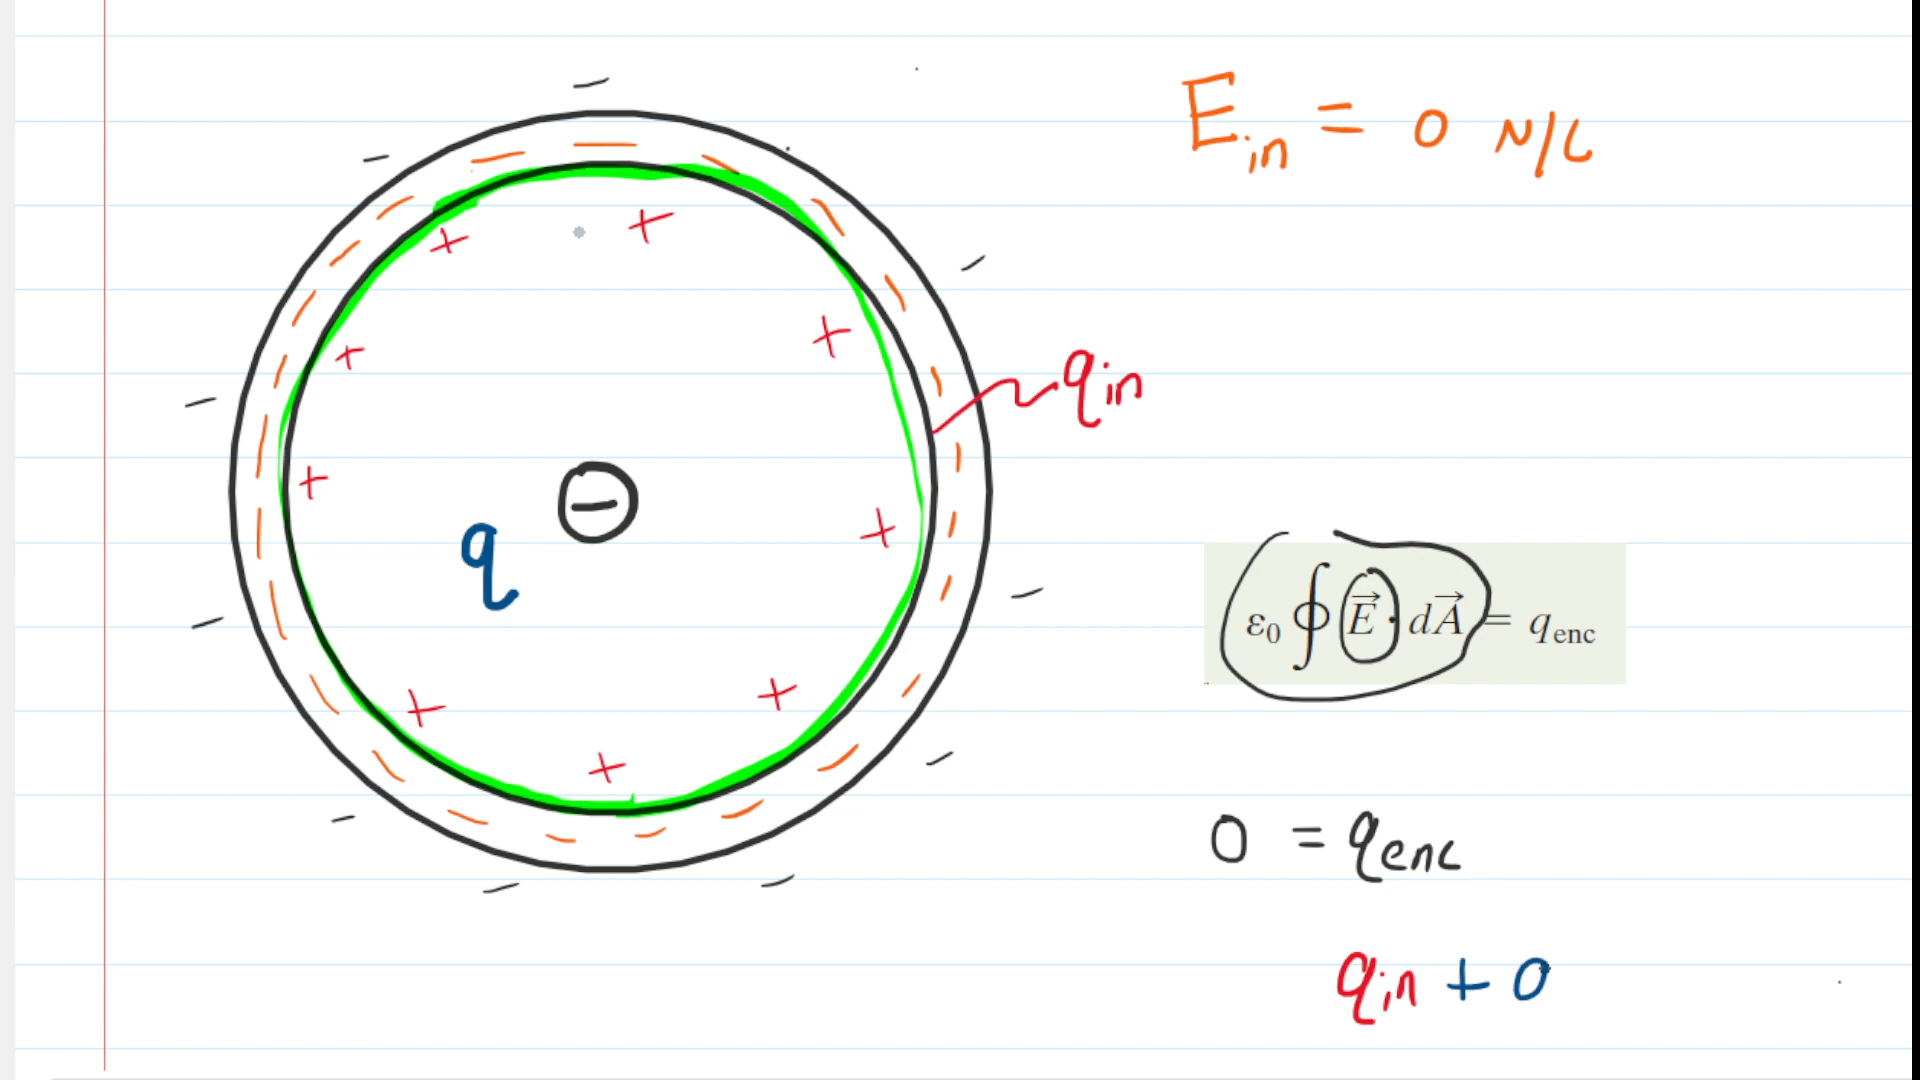 E_in = 0 N/C
q_in
q
ε₀ ∮ E⃗ · dA⃗ = q_enc
0 = q_enc
q_in + 0